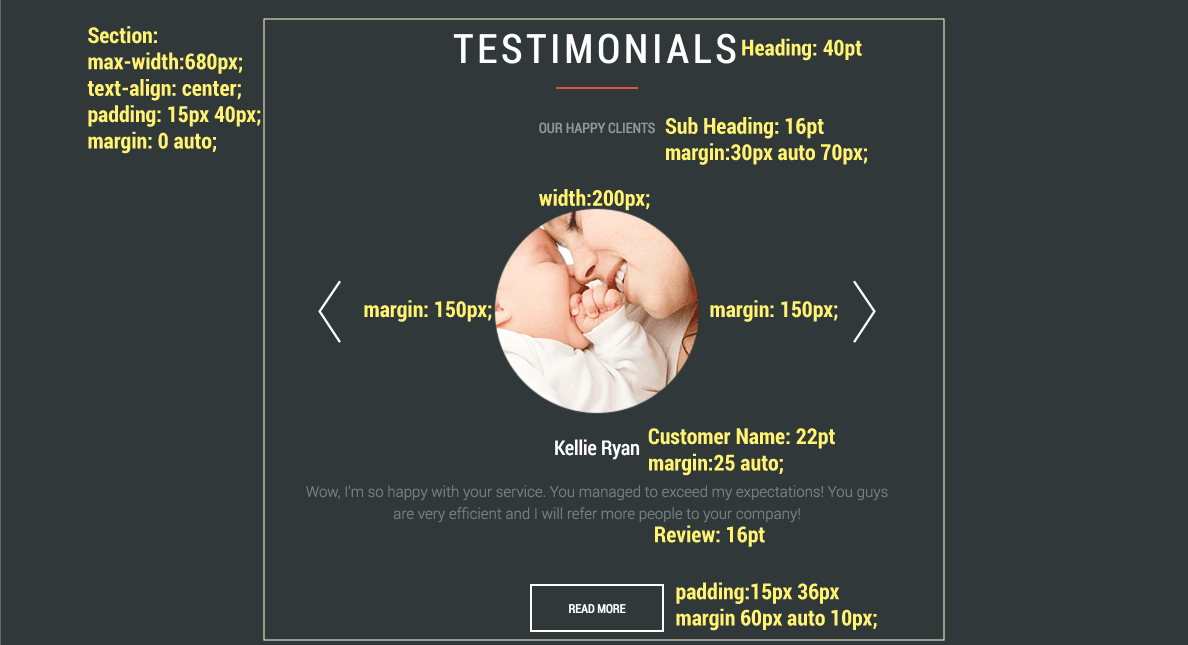 Section:
max-width:680px;
text-align: center;
padding: 15px 40px;
margin: 0 auto;
TESTIMONIALS
Heading: 40pt
OUR HAPPY CLIENTS
Sub Heading: 16pt
margin:30px auto 70px;
width:200px;
margin: 150px;
margin: 150px;
Kellie Ryan
Customer Name: 22pt
margin:25 auto;
Wow, I'm so happy with your service. You managed to exceed my expectations! You guys
are very efficient and I will refer more people to your company!
Review: 16pt
READ MORE
padding:15px 36px
margin 60px auto 10px;